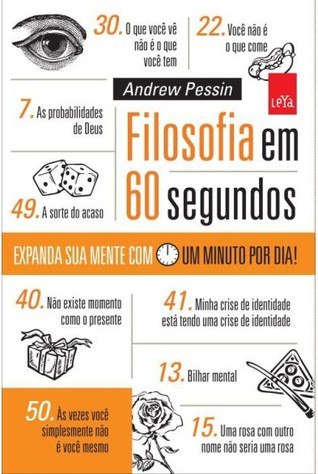 30. O que você vê
não é o que
você tem
22. Você não é
o que come
Andrew Pessin
LeYa
7. As probabilidades
de Deus
Filosofia em
60 segundos
49. A sorte do acaso
EXPANDA SUA MENTE COM UM MINUTO POR DIA!
40. Não existe momento
como o presente
41. Minha crise de identidade
está tendo uma crise de identidade
13. Bilhar mental
50. Às vezes você
simplesmente não
é você mesmo
15. Uma rosa com outro
nome não seria uma rosa